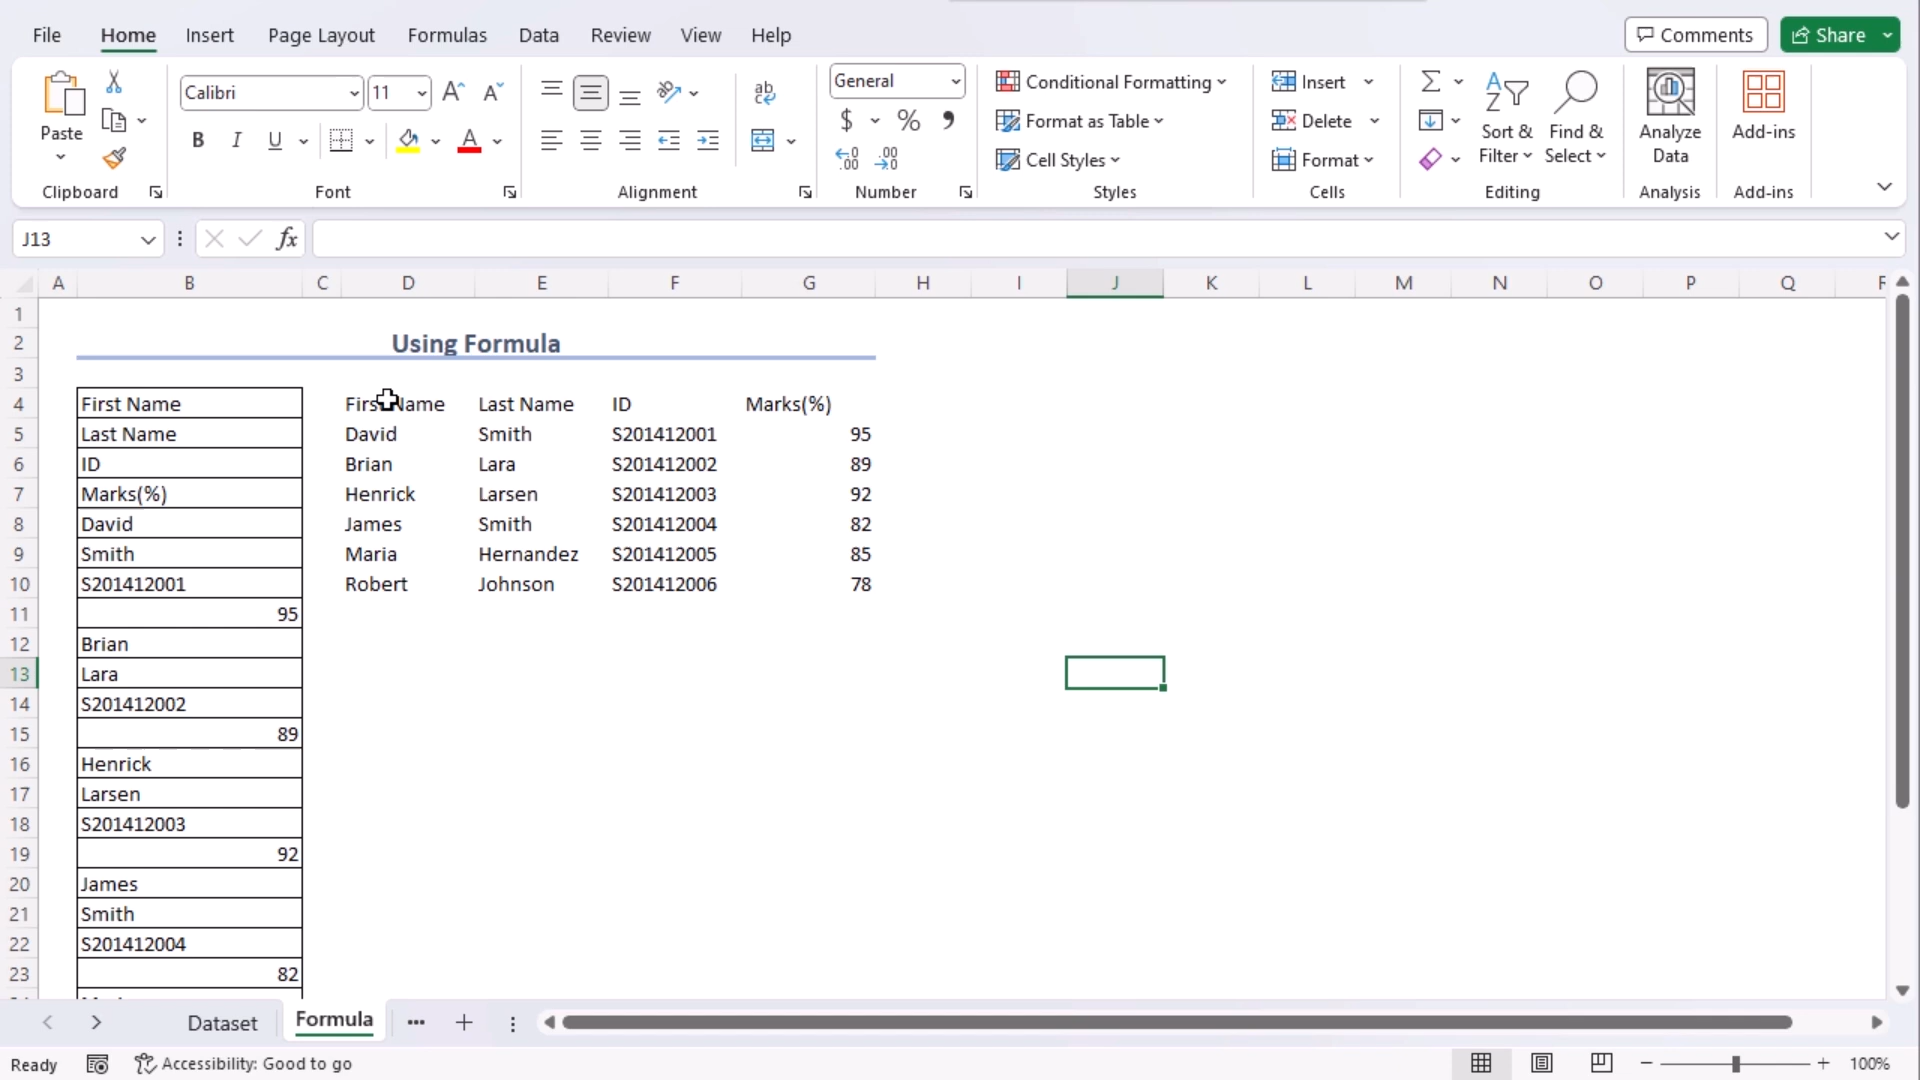 File Home Insert Page Layout Formulas Data Review View Help Comments Share
Paste
Clipboard
Calibri 11
B I U A
Font
ab
Alignment
General
$ % ,
Number
Conditional Formatting
Format as Table
Cell Styles
Styles
Insert
Delete
Format
Cells
Sort & Filter
Find & Select
Editing
Analyze Data
Analysis
Add-ins
Add-ins
J13 fx
A B C D E F G H I J K L M N O P Q
1
2 Using Formula
3
4 First Name First Name Last Name ID Marks(%)
5 Last Name David Smith S201412001 95
6 ID Brian Lara S201412002 89
7 Marks(%) Henrick Larsen S201412003 92
8 David James Smith S201412004 82
9 Smith Maria Hernandez S201412005 85
10 S201412001 Robert Johnson S201412006 78
11 95
12 Brian
13 Lara
14 S201412002
15 89
16 Henrick
17 Larsen
18 S201412003
19 92
20 James
21 Smith
22 S201412004
23 82
Dataset Formula
Ready Accessibility: Good to go 100%